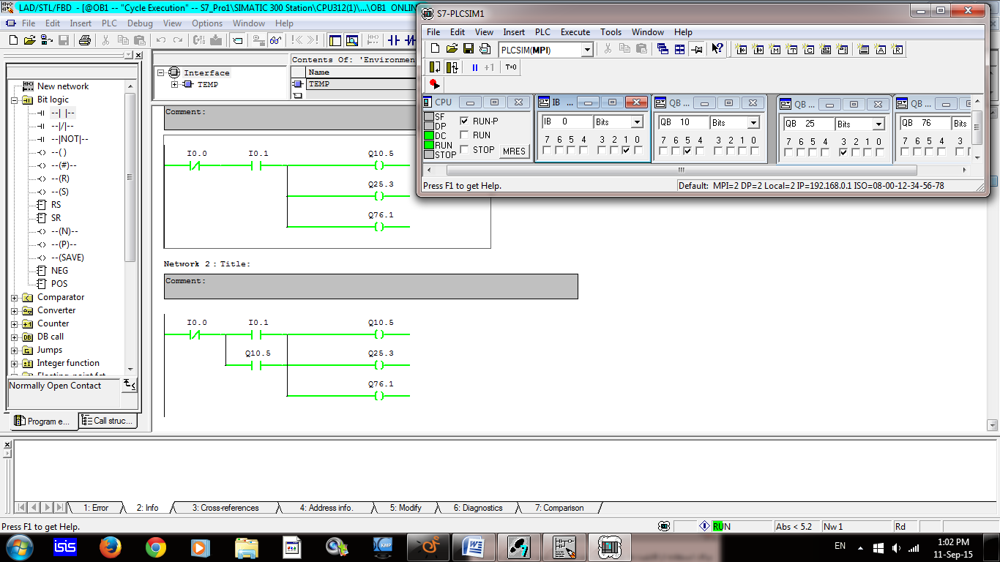 LAD/STL/FBD - [@OB1 -- "Cycle Execution" -- S7_Pro1\SIMATIC 300 Station\CPU312(1)\...\OB1 ONLIN
File Edit Insert PLC Debug View Options Window Help
New network
Bit logic
--| |--
--|/|--
--|NOT|--
--( )
--(#)--
--(R)
--(S)
RS
SR
--(N)--
--(P)--
--(SAVE)
NEG
POS
Comparator
Converter
Counter
DB call
Jumps
Integer function
Normally Open Contact
Program e...
Call struc...
Interface
TEMP
Contents Of: 'Environmen
Name
TEMP
Comment:
I0.0 I0.1 Q10.5
Q25.3
Q76.1
Network 2 : Title:
Comment:
I0.0 I0.1 Q10.5
Q10.5 Q25.3
Q76.1
S7-PLCSIM1
File Edit View Insert PLC Execute Tools Window Help
PLCSIM(MPI)
+1 T=0
CPU
SF
DP
DC
RUN
STOP
RUN-P
RUN
STOP
MRES
IB ...
IB 0 Bits
7 6 5 4 3 2 1 0
QB ...
QB 10 Bits
7 6 5 4 3 2 1 0
QB ...
QB 25 Bits
7 6 5 4 3 2 1 0
QB ...
QB 76 Bits
7 6 5 4 3
Press F1 to get Help.
Default: MPI=2 DP=2 Local=2 IP=192.168.0.1 ISO=08-00-12-34-56-78
1: Error 2: Info 3: Cross-references 4: Address info. 5: Modify 6: Diagnostics 7: Comparison
Press F1 to get Help.
RUN
Abs < 5.2
Nw 1
Rd
isis
KMP
EN
1:02 PM
11-Sep-15